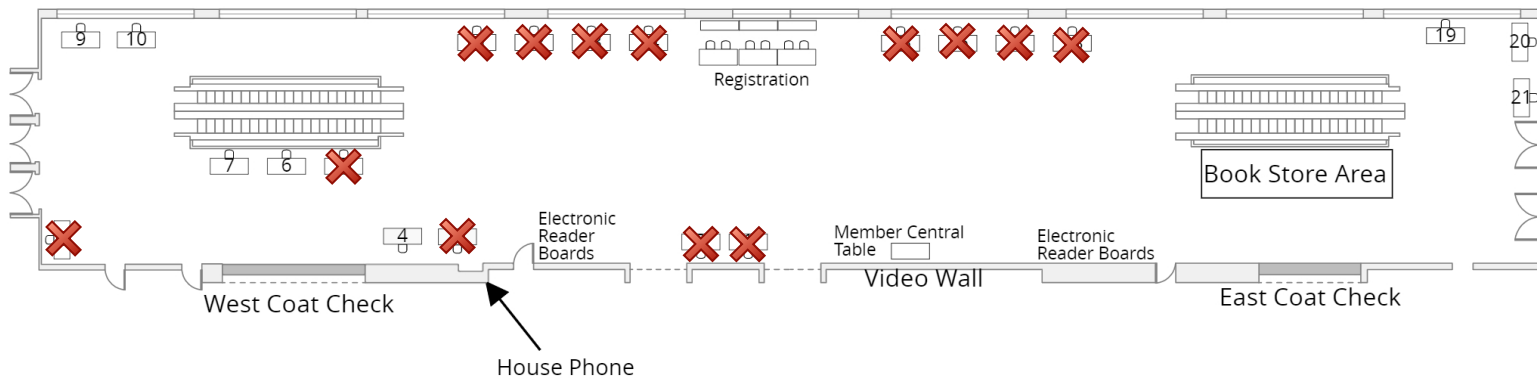 9
10
19
20
21
Registration
7
6
Book Store Area
4
Electronic
Reader
Boards
Member Central
Table
Electronic
Reader Boards
Video Wall
West Coat Check
East Coat Check
House Phone